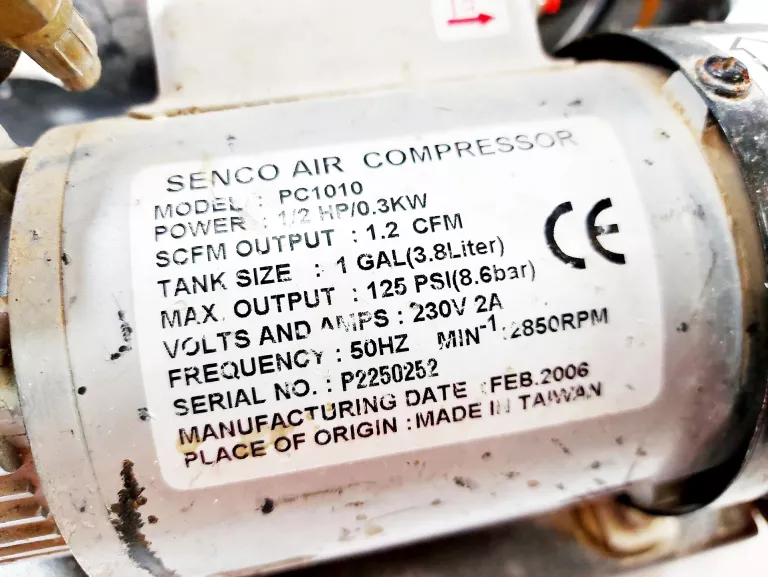 SENCO AIR COMPRESSOR
MODEL : PC1010
POWER : 1/2 HP/0.3KW
SCFM OUTPUT : 1.2 CFM
TANK SIZE : 1 GAL(3.8Liter)
MAX. OUTPUT : 125 PSI(8.6bar)
VOLTS AND AMPS : 230V 2A
FREQUENCY : 50HZ MIN-1: 2850RPM
SERIAL NO. : P2250252
MANUFACTURING DATE : FEB.2006
PLACE OF ORIGIN : MADE IN TAIWAN
CE